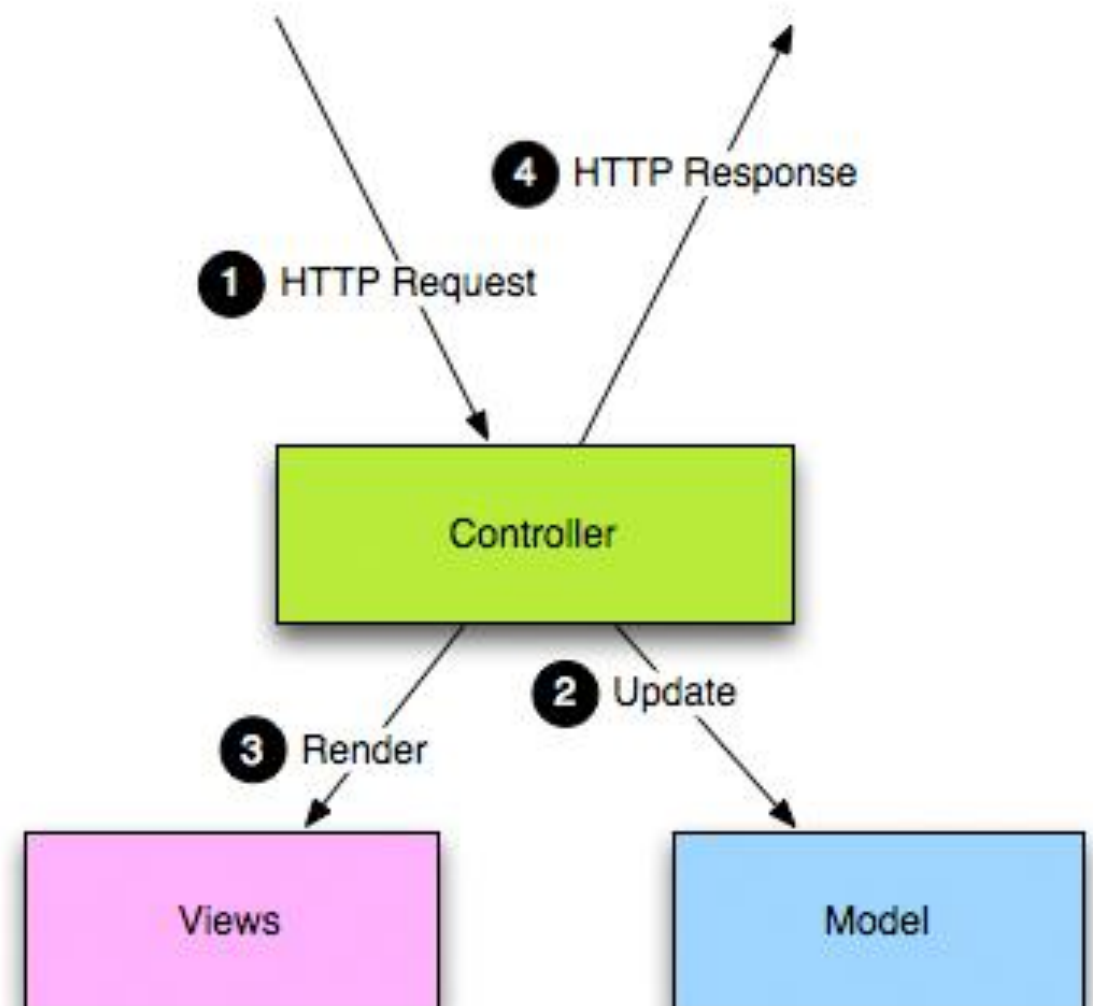 4 HTTP Response
1 HTTP Request
Controller
2 Update
3 Render
Views
Model